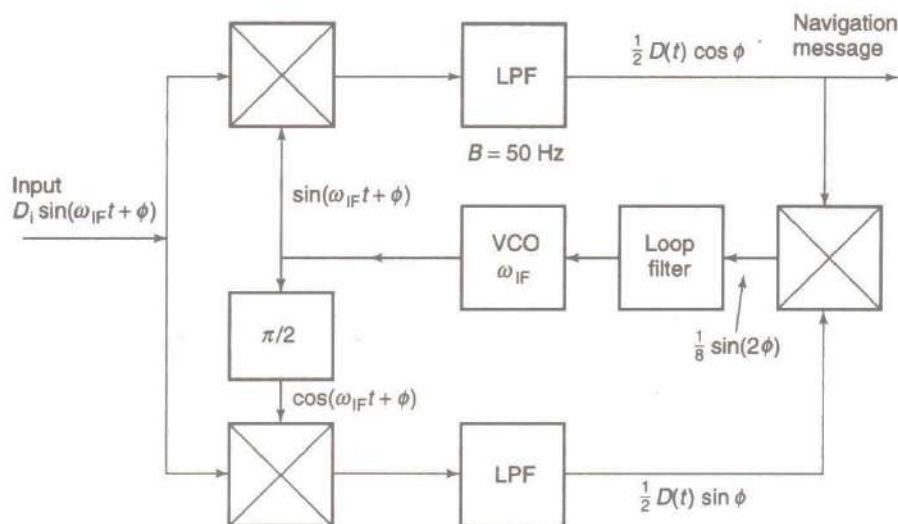 Navigation
message
½ D(t) cos ϕ
LPF
B = 50 Hz
Input
Dᵢ sin(ω_IF t + ϕ)
sin(ω_IF t + ϕ)
VCO
ω_IF
Loop
filter
π/2
⅛ sin(2ϕ)
cos(ω_IF t + ϕ)
LPF
½ D(t) sin ϕ